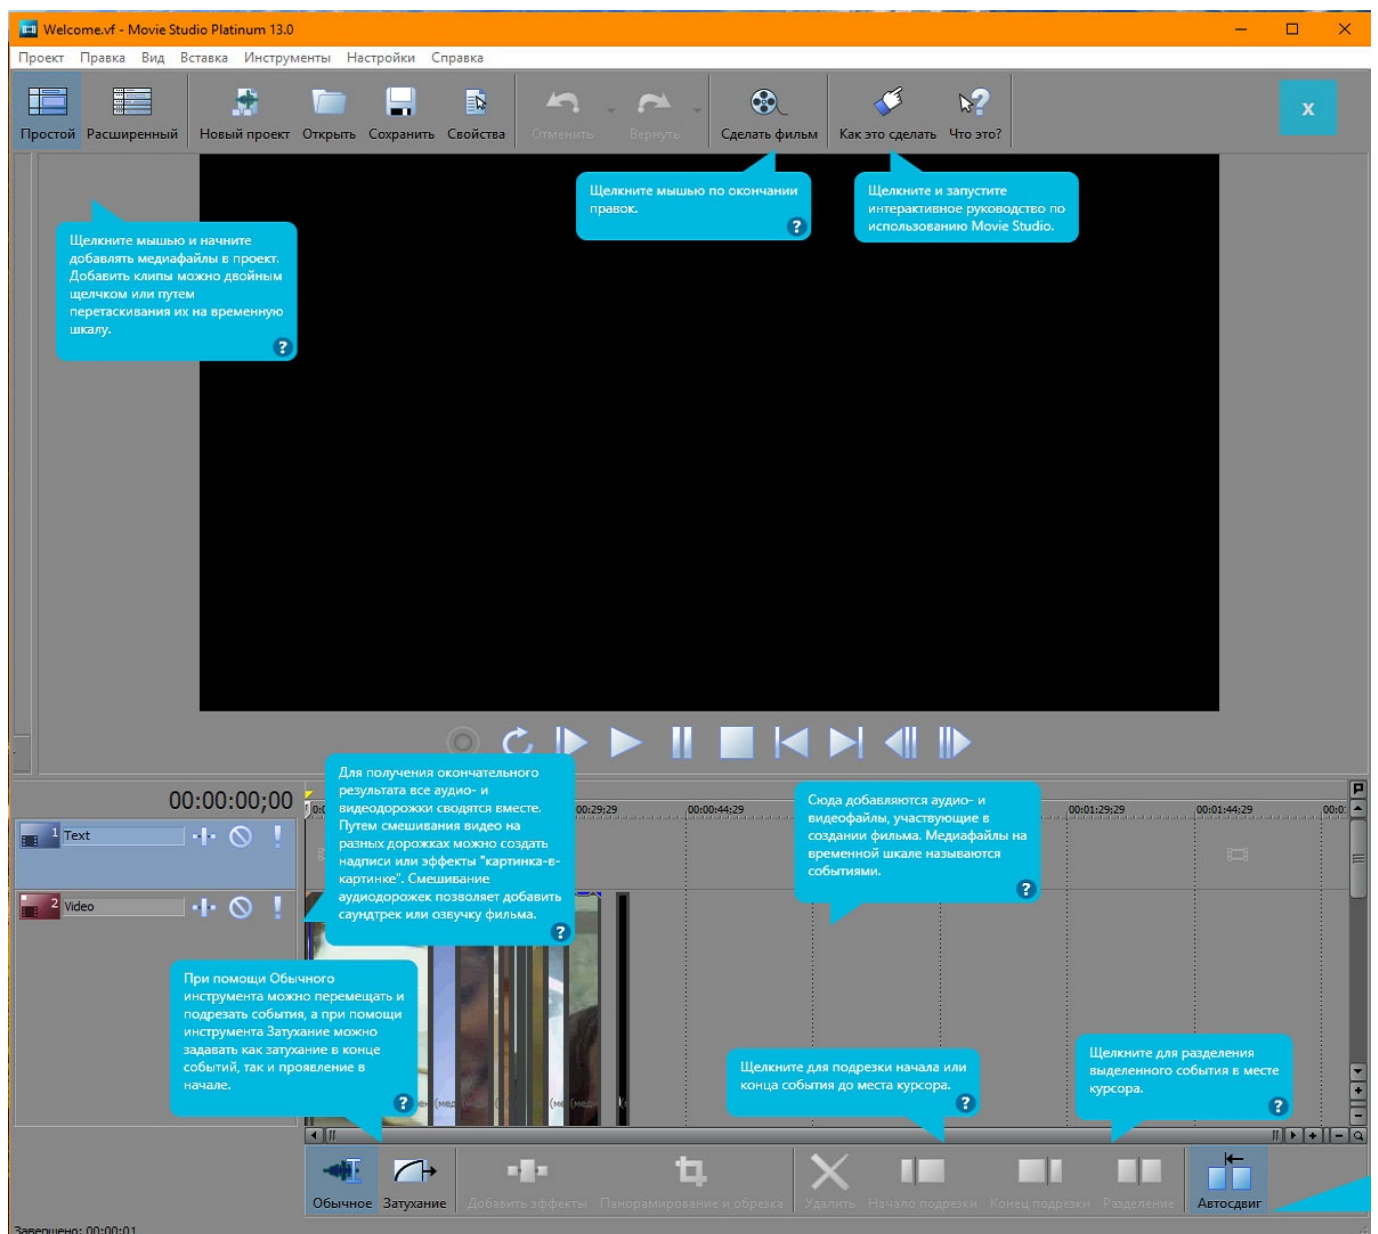 Welcome.vf - Movie Studio Platinum 13.0
Проект Правка Вид Вставка Инструменты Настройки Справка
Простой Расширенный Новый проект Открыть Сохранить Свойства Отменить Вернуть Сделать фильм Как это сделать Что это?
x
Щелкните мышью по окончании
правок.
?
Щелкните и запустите
интерактивное руководство по
использованию Movie Studio.
Щелкните мышью и начните
добавлять медиафайлы в проект.
Добавить клипы можно двойным
щелчком или путем
перетаскивания их на временную
шкалу.
?
Для получения окончательного
результата все аудио- и
видеодорожки сводятся вместе.
Путем смешивания видео на
разных дорожках можно создать
надписи или эффекты "картинка-в-
картинке". Смешивание
аудиодорожек позволяет добавить
саундтрек или озвучку фильма.
?
Сюда добавляются аудио- и
видеофайлы, участвующие в
создании фильма. Медиафайлы на
временной шкале называются
событиями.
?
00:00:00;00
00:29:29 00:00:44;29 00:01:29;29 00:01:44;29 00:0
1 Text
2 Video
При помощи Обычного
инструмента можно перемещать и
подрезать события, а при помощи
инструмента Затухание можно
задавать как затухание в конце
событий, так и проявление в
начале.
?
Щелкните для подрезки начала или
конца события до места курсора.
?
Щелкните для разделения
выделенного события в месте
курсора.
?
Обычное Затухание Добавить эффекты Панорамирование и обрезка Удалить Начало подрезки Конец подрезки Разделение Автосдвиг
Завершено: 00:00:01